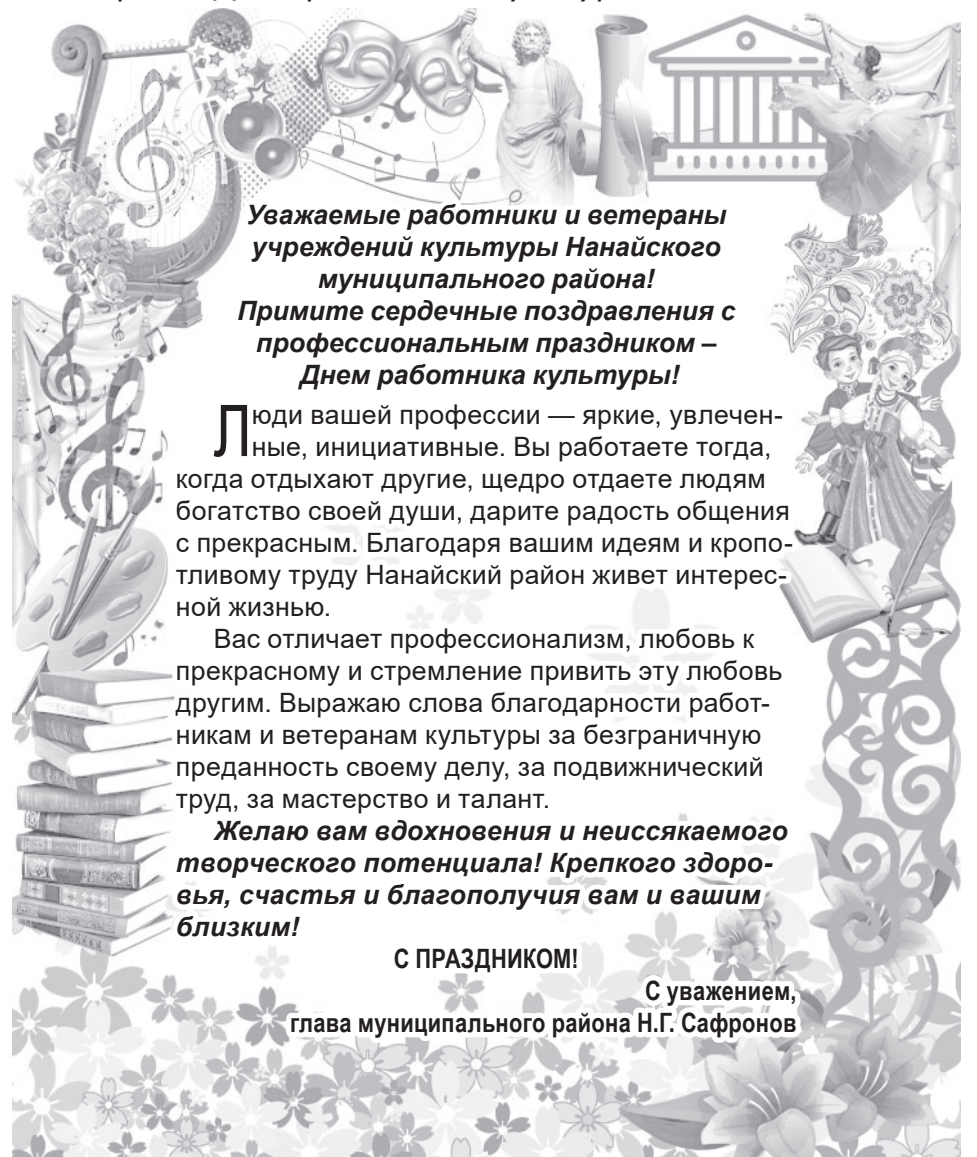 Уважаемые работники и ветераны
учреждений культуры Нанайского
муниципального района!
Примите сердечные поздравления с
профессиональным праздником –
Днем работника культуры!
Люди вашей профессии — яркие, увлечен-
ные, инициативные. Вы работаете тогда,
когда отдыхают другие, щедро отдаете людям
богатство своей души, дарите радость общения
с прекрасным. Благодаря вашим идеям и кропо-
тливому труду Нанайский район живет интерес-
ной жизнью.
Вас отличает профессионализм, любовь к
прекрасному и стремление привить эту любовь
другим. Выражаю слова благодарности работ-
никам и ветеранам культуры за безграничную
преданность своему делу, за подвижнический
труд, за мастерство и талант.
Желаю вам вдохновения и неиссякаемого
творческого потенциала! Крепкого здоро-
вья, счастья и благополучия вам и вашим
близким!
С ПРАЗДНИКОМ!
С уважением,
глава муниципального района Н.Г. Сафронов